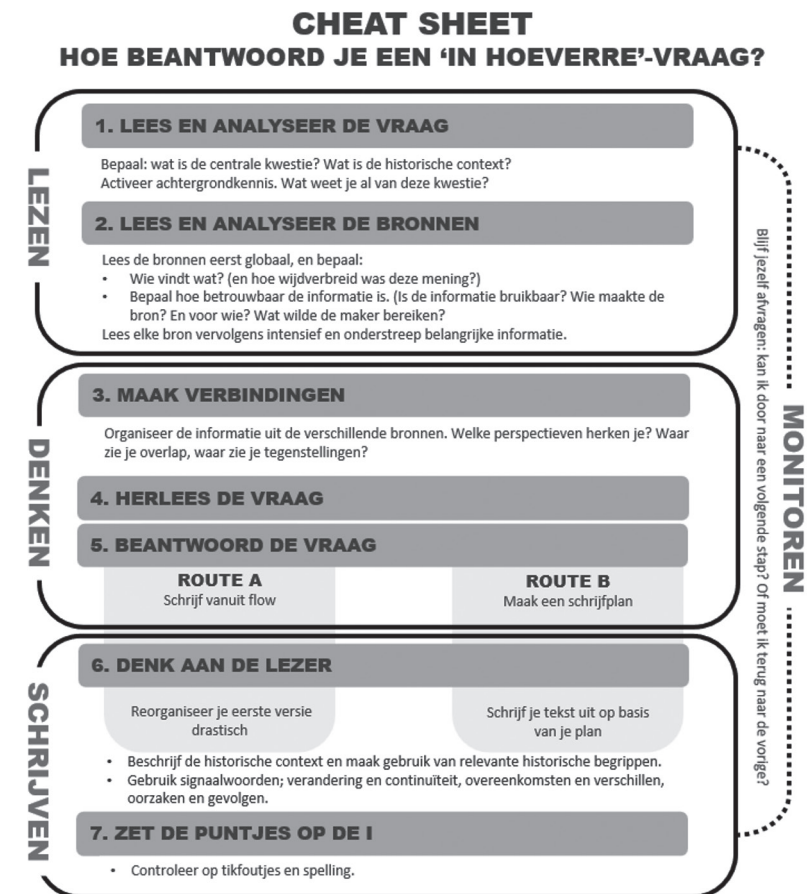 CHEAT SHEET
HOE BEANTWOORD JE EEN ‘IN HOEVERRE’-VRAAG?
LEZEN
1. LEES EN ANALYSEER DE VRAAG
Bepaal: wat is de centrale kwestie? Wat is de historische context?
Activeer achtergrondkennis. Wat weet je al van deze kwestie?
2. LEES EN ANALYSEER DE BRONNEN
Lees de bronnen eerst globaal, en bepaal:
• Wie vindt wat? (en hoe wijdverbreid was deze mening?)
• Bepaal hoe betrouwbaar de informatie is. (Is de informatie bruikbaar? Wie maakte de
bron? En voor wie? Wat wilde de maker bereiken?
Lees elke bron vervolgens intensief en onderstreep belangrijke informatie.
DENKEN
3. MAAK VERBINDINGEN
Organiseer de informatie uit de verschillende bronnen. Welke perspectieven herken je? Waar
zie je overlap, waar zie je tegenstellingen?
4. HERLEES DE VRAAG
5. BEANTWOORD DE VRAAG
ROUTE A
Schrijf vanuit flow
ROUTE B
Maak een schrijfplan
SCHRIJVEN
6. DENK AAN DE LEZER
Reorganiseer je eerste versie
drastisch
Schrijf je tekst uit op basis
van je plan
• Beschrijf de historische context en maak gebruik van relevante historische begrippen.
• Gebruik signaalwoorden; verandering en continuïteit, overeenkomsten en verschillen,
oorzaken en gevolgen.
7. ZET DE PUNTJES OP DE I
• Controleer op tikfoutjes en spelling.
Blijf jezelf afvragen: kan ik door naar een volgende stap? Of moet ik terug naar de vorige?
MONITOREN